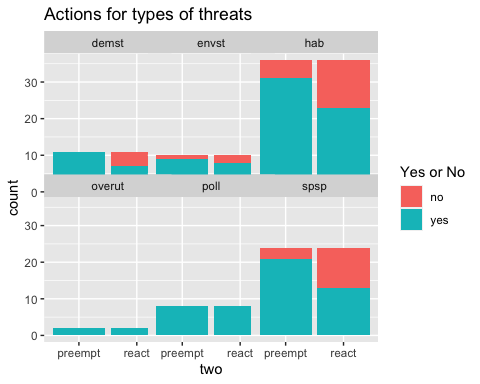 Actions for types of threats
demst envst hab
30
20
10
0
overut poll spsp
30
20
10
0
preempt react preempt react preempt react
two
count
Yes or No
no
yes